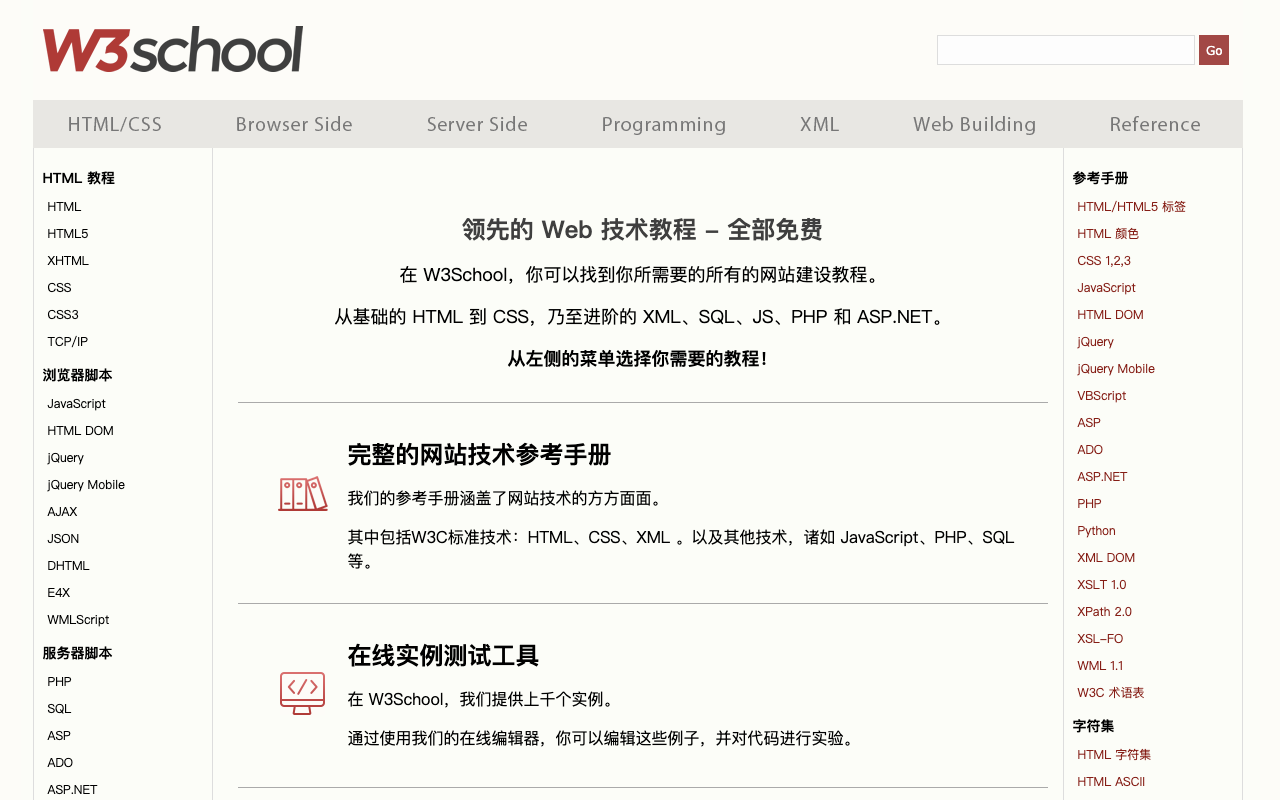 W3school
Go
HTML/CSS
Browser Side
Server Side
Programming
XML
Web Building
Reference
HTML 教程
HTML
HTML5
XHTML
CSS
CSS3
TCP/IP
浏览器脚本
JavaScript
HTML DOM
jQuery
jQuery Mobile
AJAX
JSON
DHTML
E4X
WMLScript
服务器脚本
PHP
SQL
ASP
ADO
ASP.NET
领先的 Web 技术教程 - 全部免费
在 W3School，你可以找到你所需要的所有的网站建设教程。
从基础的 HTML 到 CSS，乃至进阶的 XML、SQL、JS、PHP 和 ASP.NET。
从左侧的菜单选择你需要的教程！
完整的网站技术参考手册
我们的参考手册涵盖了网站技术的方方面面。
其中包括W3C标准技术：HTML、CSS、XML 。以及其他技术，诸如 JavaScript、PHP、SQL
等。
在线实例测试工具
在 W3School，我们提供上千个实例。
通过使用我们的在线编辑器，你可以编辑这些例子，并对代码进行实验。
参考手册
HTML/HTML5 标签
HTML 颜色
CSS 1,2,3
JavaScript
HTML DOM
jQuery
jQuery Mobile
VBScript
ASP
ADO
ASP.NET
PHP
Python
XML DOM
XSLT 1.0
XPath 2.0
XSL-FO
WML 1.1
W3C 术语表
字符集
HTML 字符集
HTML ASCII